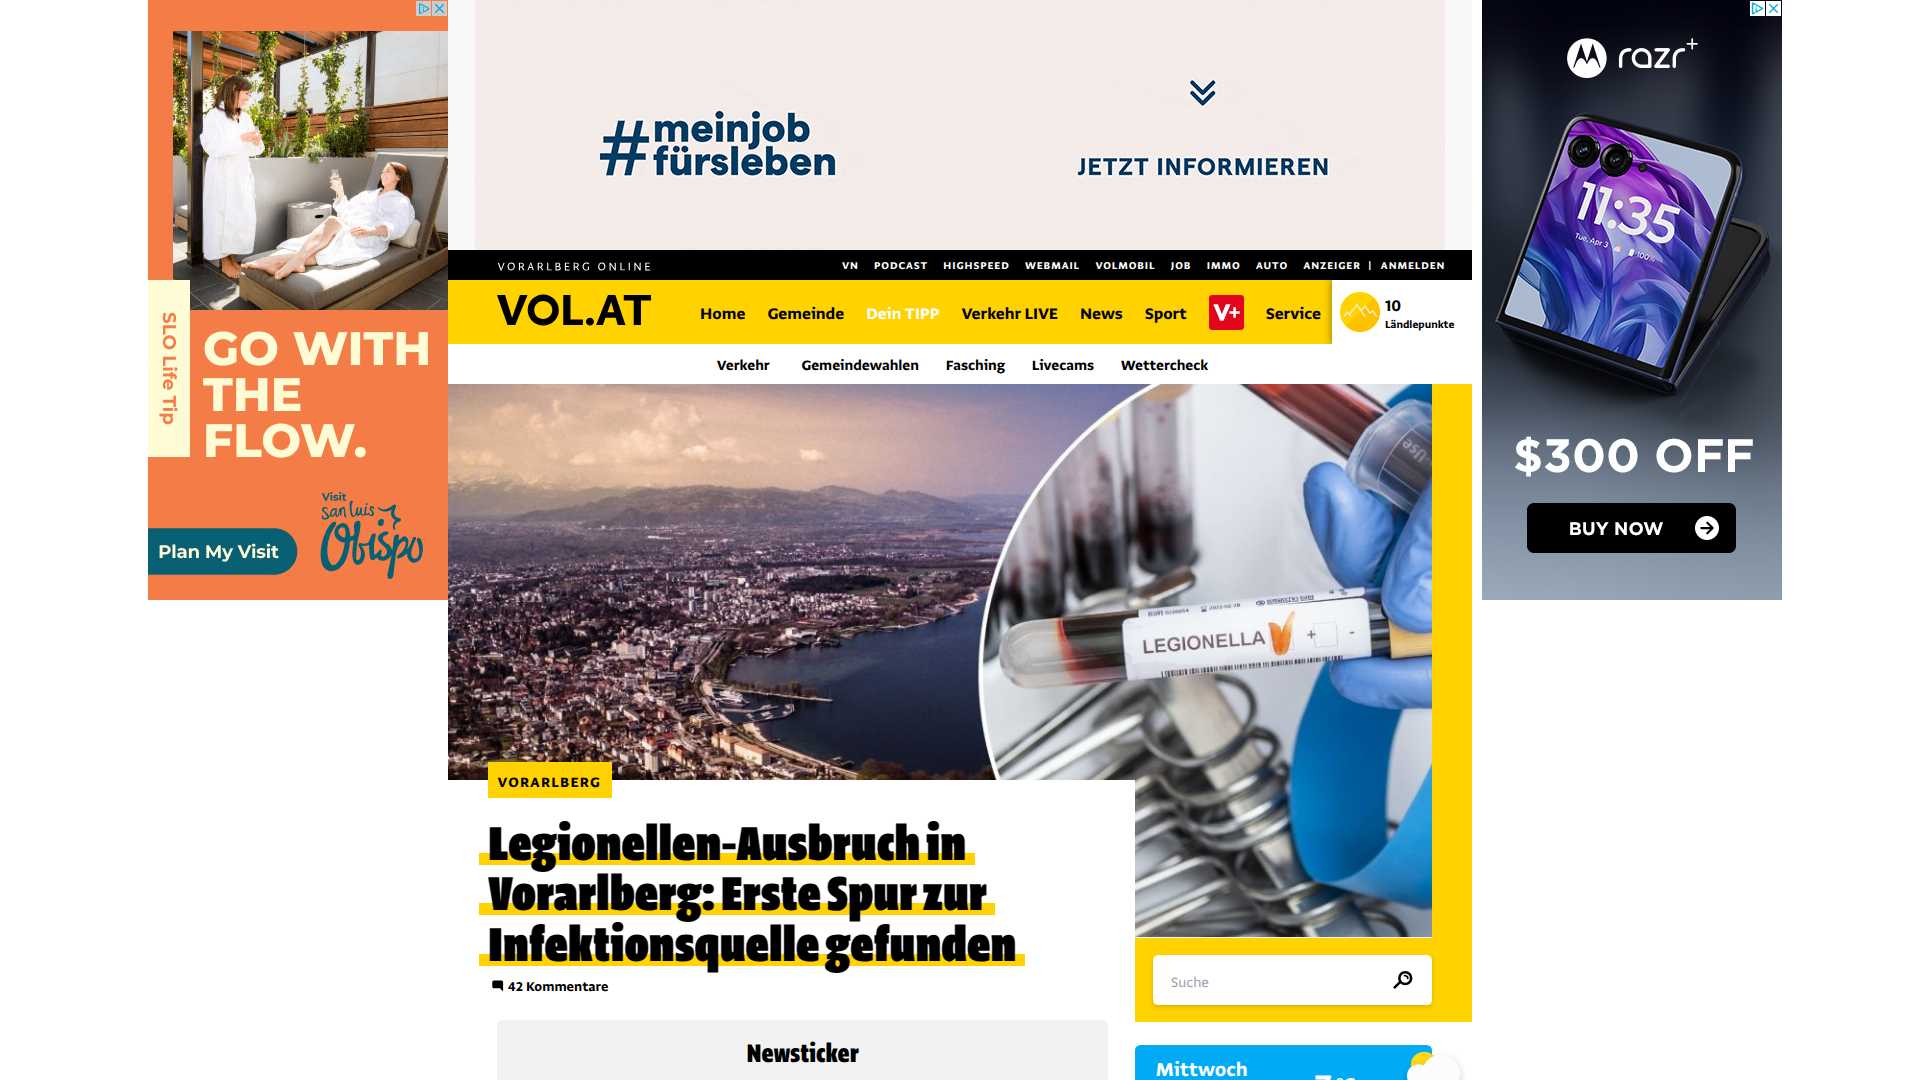 SLO Life Tip
GO WITH
THE
FLOW.
Plan My Visit
Visit
San Luis
Obispo
#meinjob
fürsleben
JETZT INFORMIEREN
razr+
11:35
Tue, Apr 3
100%
$300 OFF
BUY NOW
VORARLBERG ONLINE
VN PODCAST HIGHSPEED WEBMAIL VOLMOBIL JOB IMMO AUTO ANZEIGER | ANMELDEN
VOL.AT
Home Gemeinde Dein TIPP Verkehr LIVE News Sport V+ Service
10
Ländlepunkte
Verkehr Gemeindewahlen Fasching Livecams Wettercheck
LEGIONELLA + -
VORARLBERG
Legionellen-Ausbruch in
Vorarlberg: Erste Spur zur
Infektionsquelle gefunden
42 Kommentare
Newsticker
Suche
Mittwoch